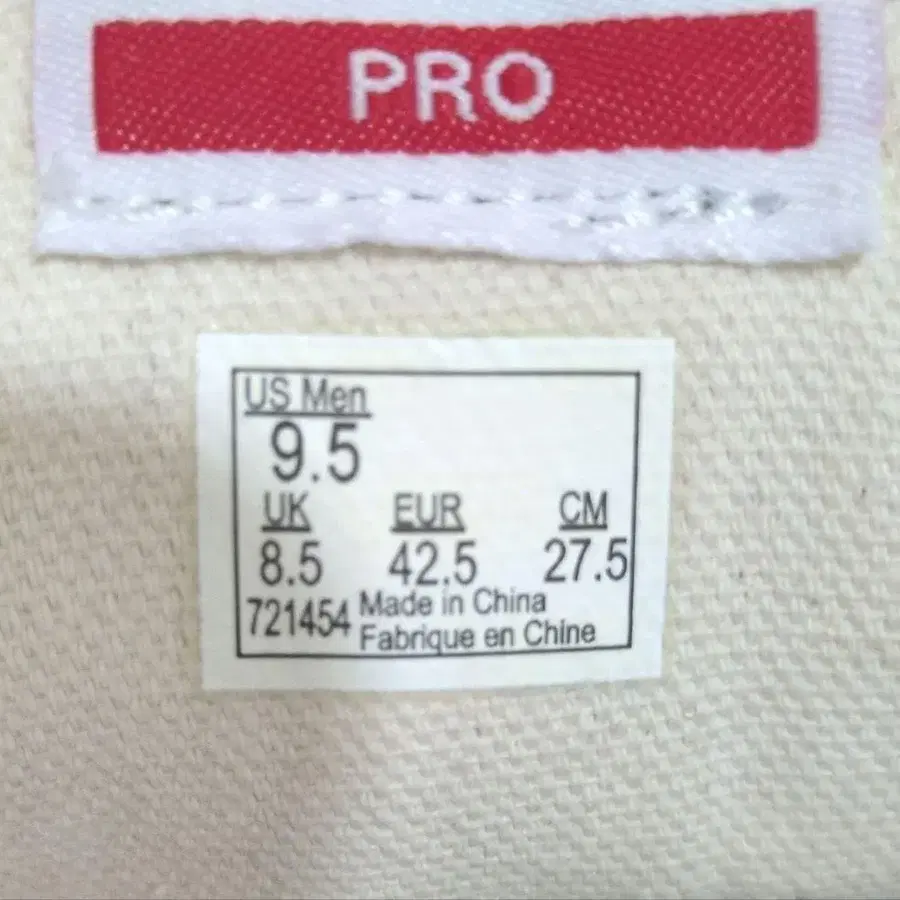 PRO
US Men
9.5
UK EUR CM
8.5 42.5 27.5
721454 Made in China
Fabrique en Chine